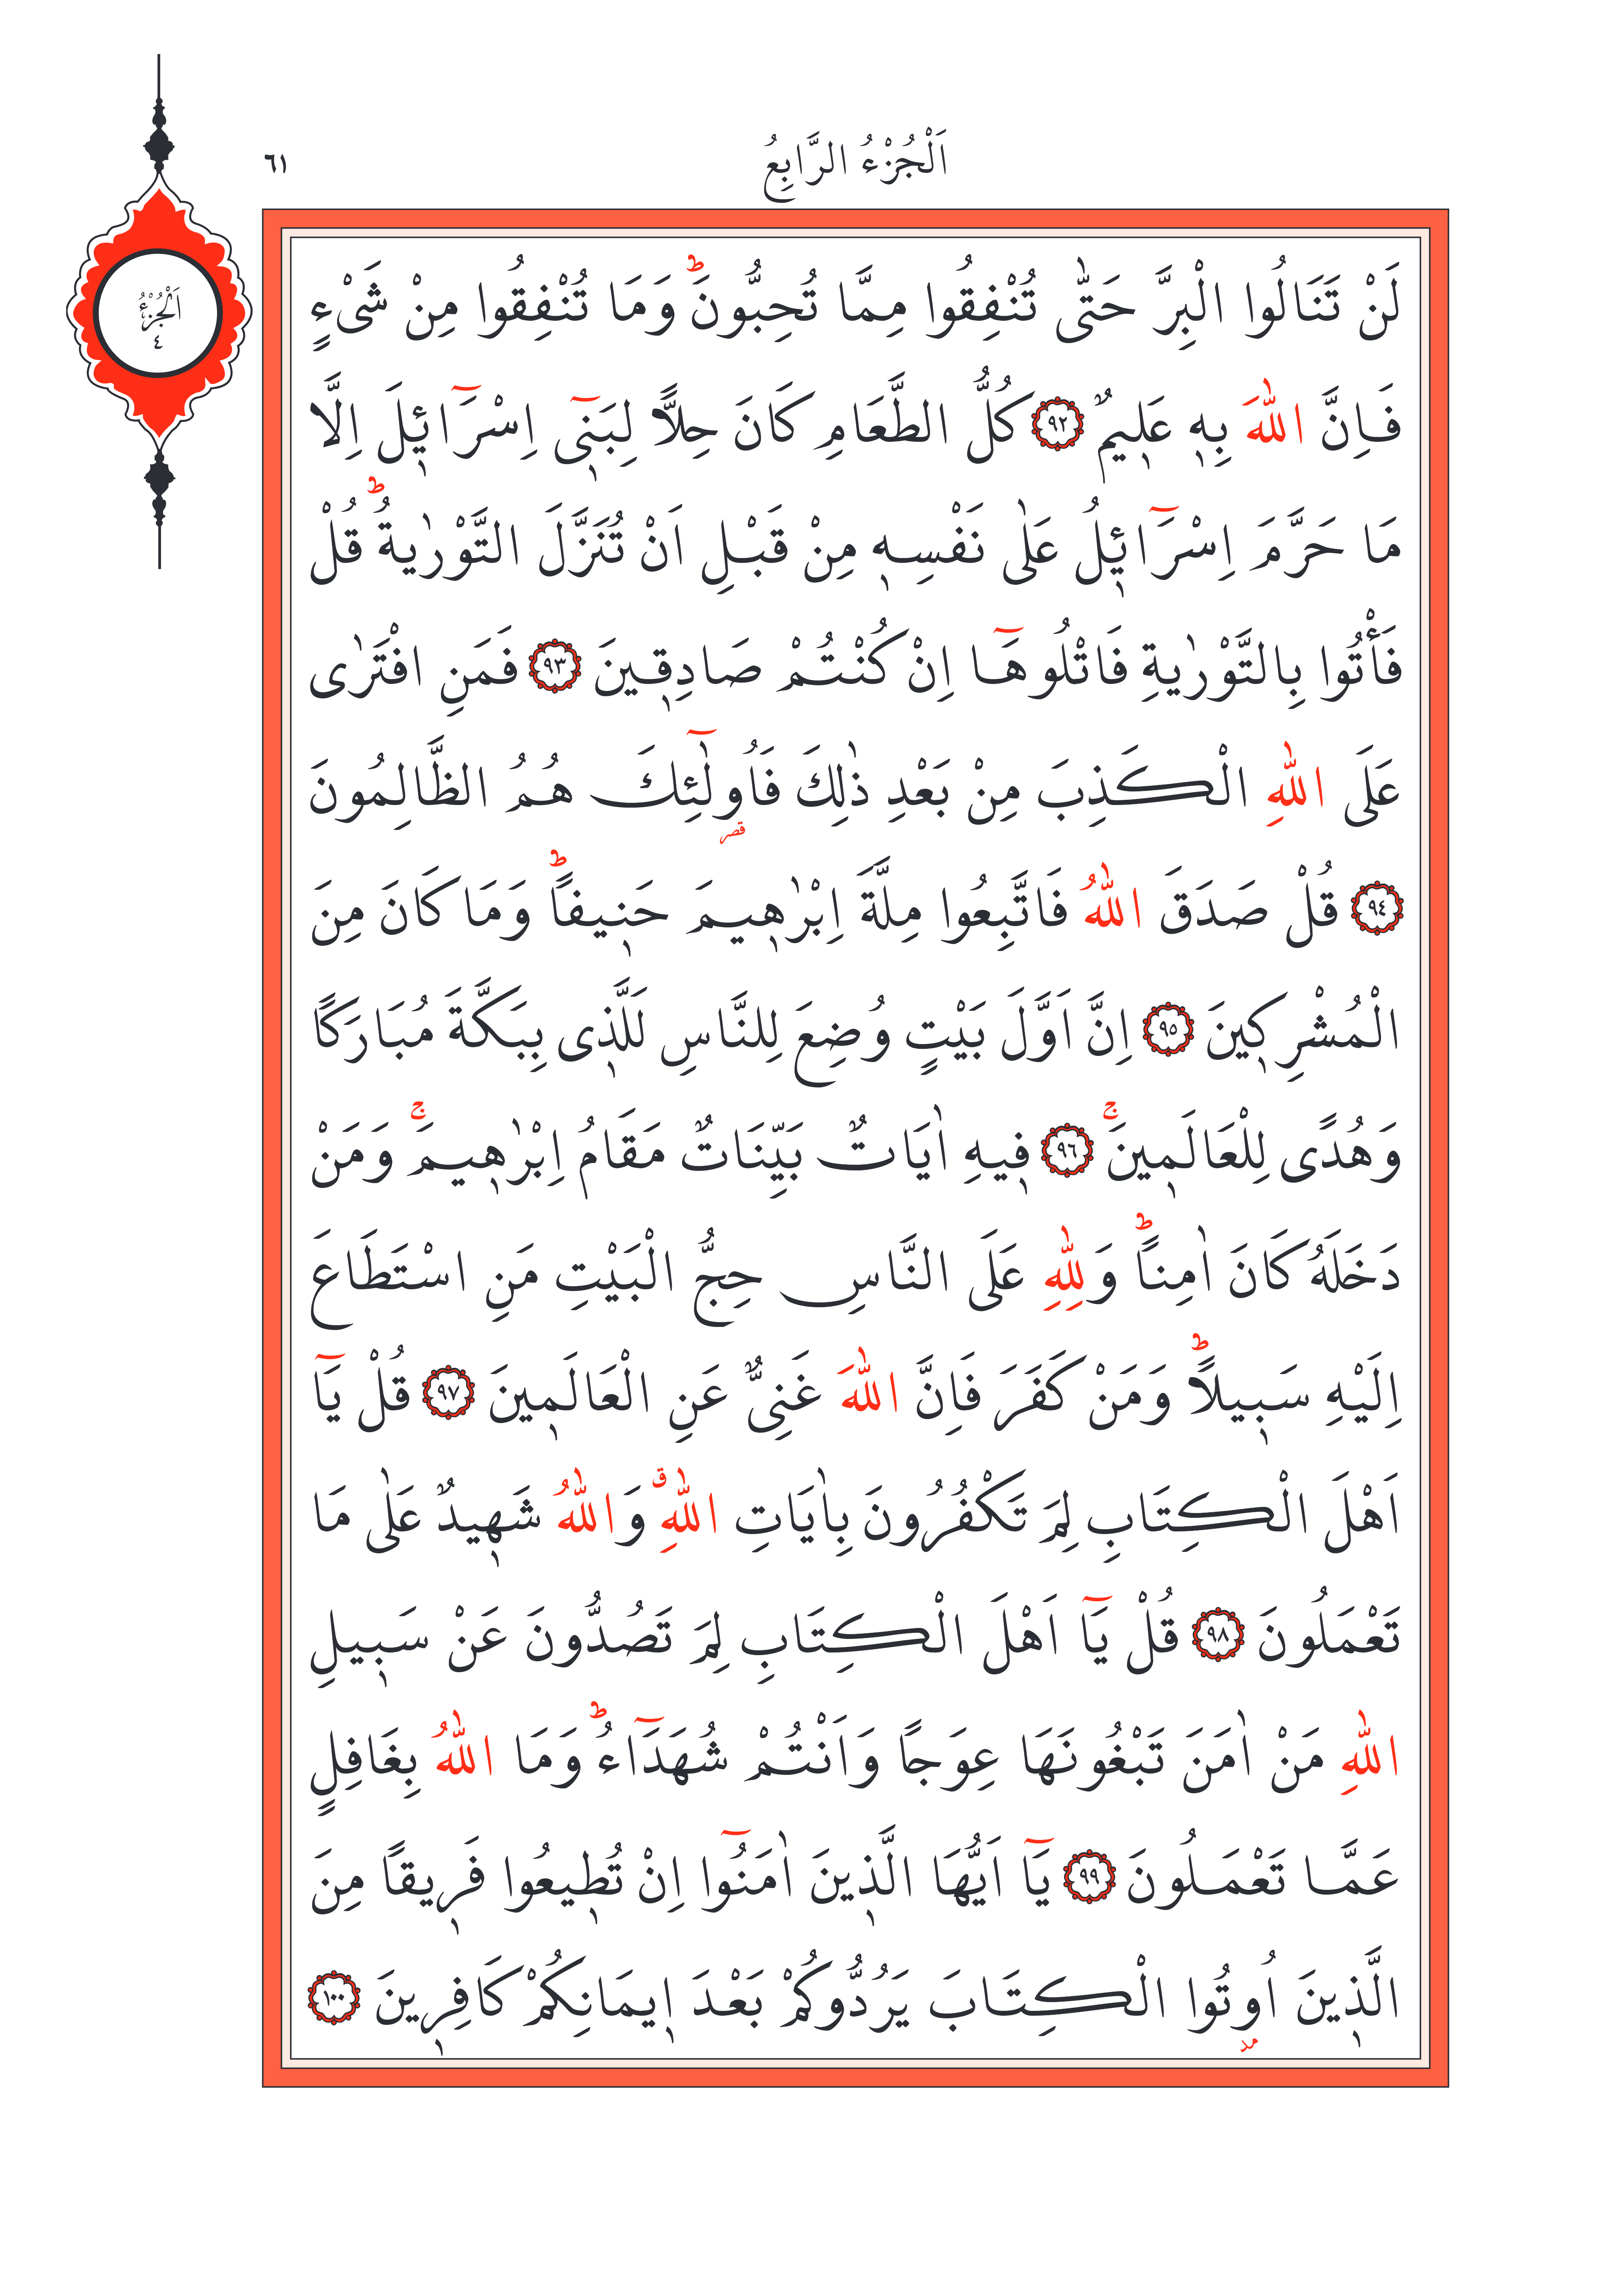 اَلْجُزْءُ الرَّابِعُ
٦١
اَلْجُزْءُ
٤
لَنْ تَنَالُوا الْبِرَّ حَتّٰى تُنْفِقُوا مِمَّا تُحِبُّونَۜ وَمَا تُنْفِقُوا مِنْ شَىْءٍ
فَاِنَّ اللّٰهَ بِه۪ عَل۪يمٌ ﴿٩٢﴾ كُلُّ الطَّعَامِ كَانَ حِلًّا لِبَن۪ٓى اِسْرَٓائ۪لَ اِلَّا
مَا حَرَّمَ اِسْرَٓائ۪لُ عَلٰى نَفْسِه۪ مِنْ قَبْلِ اَنْ تُنَزَّلَ التَّوْرٰيةُۜ قُلْ
فَأْتُوا بِالتَّوْرٰيةِ فَاتْلُوهَٓا اِنْ كُنْتُمْ صَادِق۪ينَ ﴿٩٣﴾ فَمَنِ افْتَرٰى
عَلَى اللّٰهِ الْكَذِبَ مِنْ بَعْدِ ذٰلِكَ فَاُو۬لٰٓئِكَ هُمُ الظَّالِمُونَ
قصر
﴿٩٤﴾ قُلْ صَدَقَ اللّٰهُ فَاتَّبِعُوا مِلَّةَ اِبْرٰه۪يمَ حَن۪يفًاۜ وَمَا كَانَ مِنَ
الْمُشْرِك۪ينَ ﴿٩٥﴾ اِنَّ اَوَّلَ بَيْتٍ وُضِعَ لِلنَّاسِ لَلَّذ۪ى بِبَكَّةَ مُبَارَكًا
وَهُدًى لِلْعَالَم۪ينَۚ ﴿٩٦﴾ ف۪يهِ اٰيَاتٌ بَيِّنَاتٌ مَقَامُ اِبْرٰه۪يمَۚ وَمَنْ
دَخَلَهُ كَانَ اٰمِنًاۜ وَلِلّٰهِ عَلَى النَّاسِ حِجُّ الْبَيْتِ مَنِ اسْتَطَاعَ
اِلَيْهِ سَب۪يلًاۜ وَمَنْ كَفَرَ فَاِنَّ اللّٰهَ غَنِىٌّ عَنِ الْعَالَم۪ينَ ﴿٩٧﴾ قُلْ يَٓا
اَهْلَ الْكِتَابِ لِمَ تَكْفُرُونَ بِاٰيَاتِ اللّٰهِۗ وَاللّٰهُ شَه۪يدٌ عَلٰى مَا
تَعْمَلُونَ ﴿٩٨﴾ قُلْ يَٓا اَهْلَ الْكِتَابِ لِمَ تَصُدُّونَ عَنْ سَب۪يلِ
اللّٰهِ مَنْ اٰمَنَ تَبْغُونَهَا عِوَجًا وَاَنْتُمْ شُهَدَٓاءُۜ وَمَا اللّٰهُ بِغَافِلٍ
عَمَّا تَعْمَلُونَ ﴿٩٩﴾ يَٓا اَيُّهَا الَّذ۪ينَ اٰمَنُٓوا اِنْ تُط۪يعُوا فَر۪يقًا مِنَ
الَّذ۪ينَ اُوتُوا الْكِتَابَ يَرُدُّوكُمْ بَعْدَ ا۪يمَانِكُمْ كَافِر۪ينَ ﴿١٠٠﴾
مد